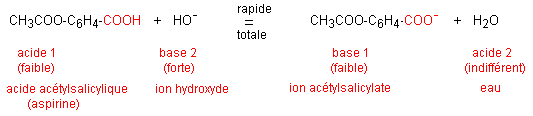 rapide
CH₃COO-C₆H₄-COOH + HO⁻ = CH₃COO-C₆H₄-COO⁻ + H₂O
totale
acide 1 base 2 base 1 acide 2
(faible) (forte) (faible) (indifférent)
acide acétylsalicylique ion hydroxyde ion acétylsalicylate eau
(aspirine)